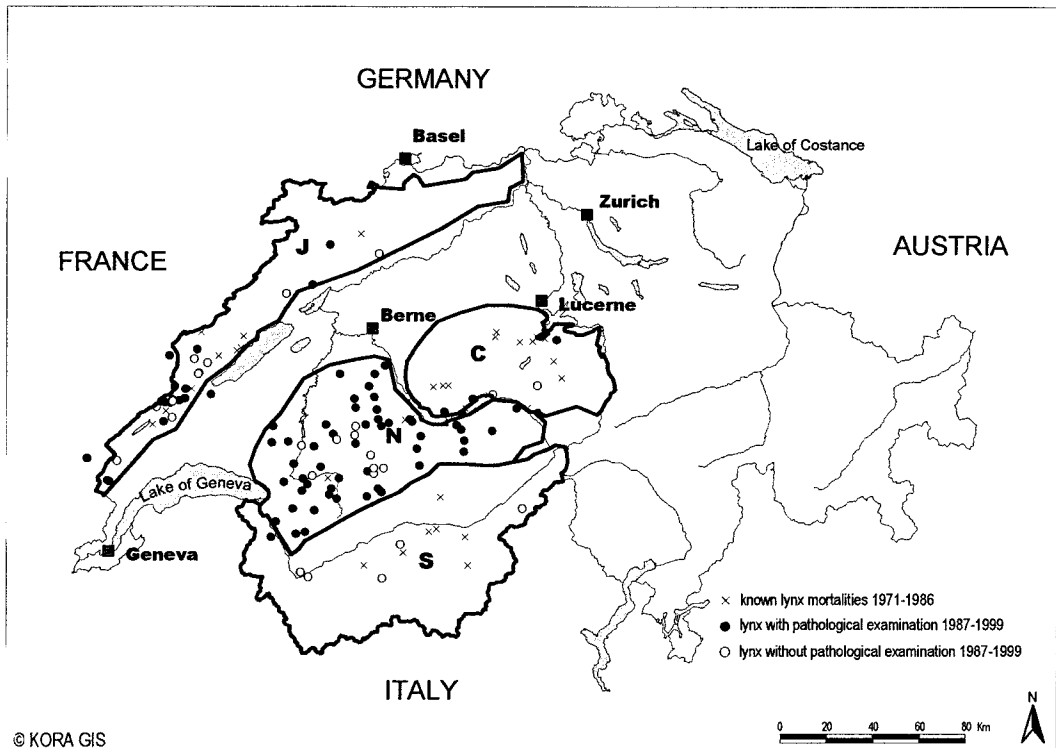 GERMANY
Basel
Lake of Costance
Zurich
J
FRANCE
AUSTRIA
Lucerne
Berne
C
N
Lake of Geneva
Geneva
S
× known lynx mortalities 1971-1986
● lynx with pathological examination 1987-1999
○ lynx without pathological examination 1987-1999
ITALY
N
0 20 40 60 80 Km
© KORA GIS